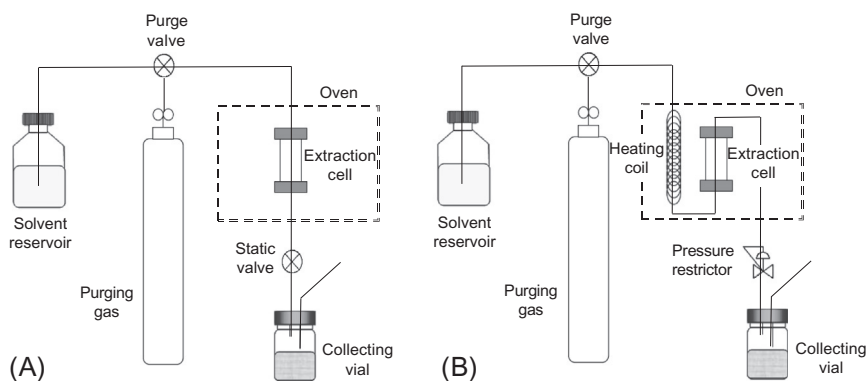 Purge
valve
Oven
Extraction
cell
Solvent
reservoir
Static
valve
Purging
gas
Collecting
vial
(A)
Purge
valve
Oven
Heating
coil
Extraction
cell
Solvent
reservoir
Pressure
restrictor
Purging
gas
Collecting
vial
(B)